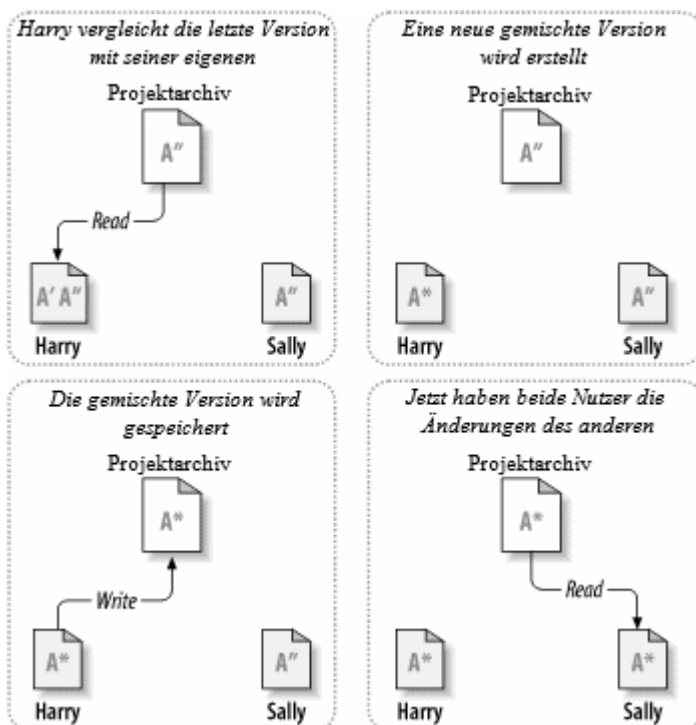 Harry vergleicht die letzte Version
mit seiner eigenen
Projektarchiv
A"
Read
A' A"
A"
Harry
Sally
Eine neue gemischte Version
wird erstellt
Projektarchiv
A"
A*
A"
Harry
Sally
Die gemischte Version wird
gespeichert
Projektarchiv
A*
Write
A*
A"
Harry
Sally
Jetzt haben beide Nutzer die
Änderungen des anderen
Projektarchiv
A*
Read
A*
A*
Harry
Sally